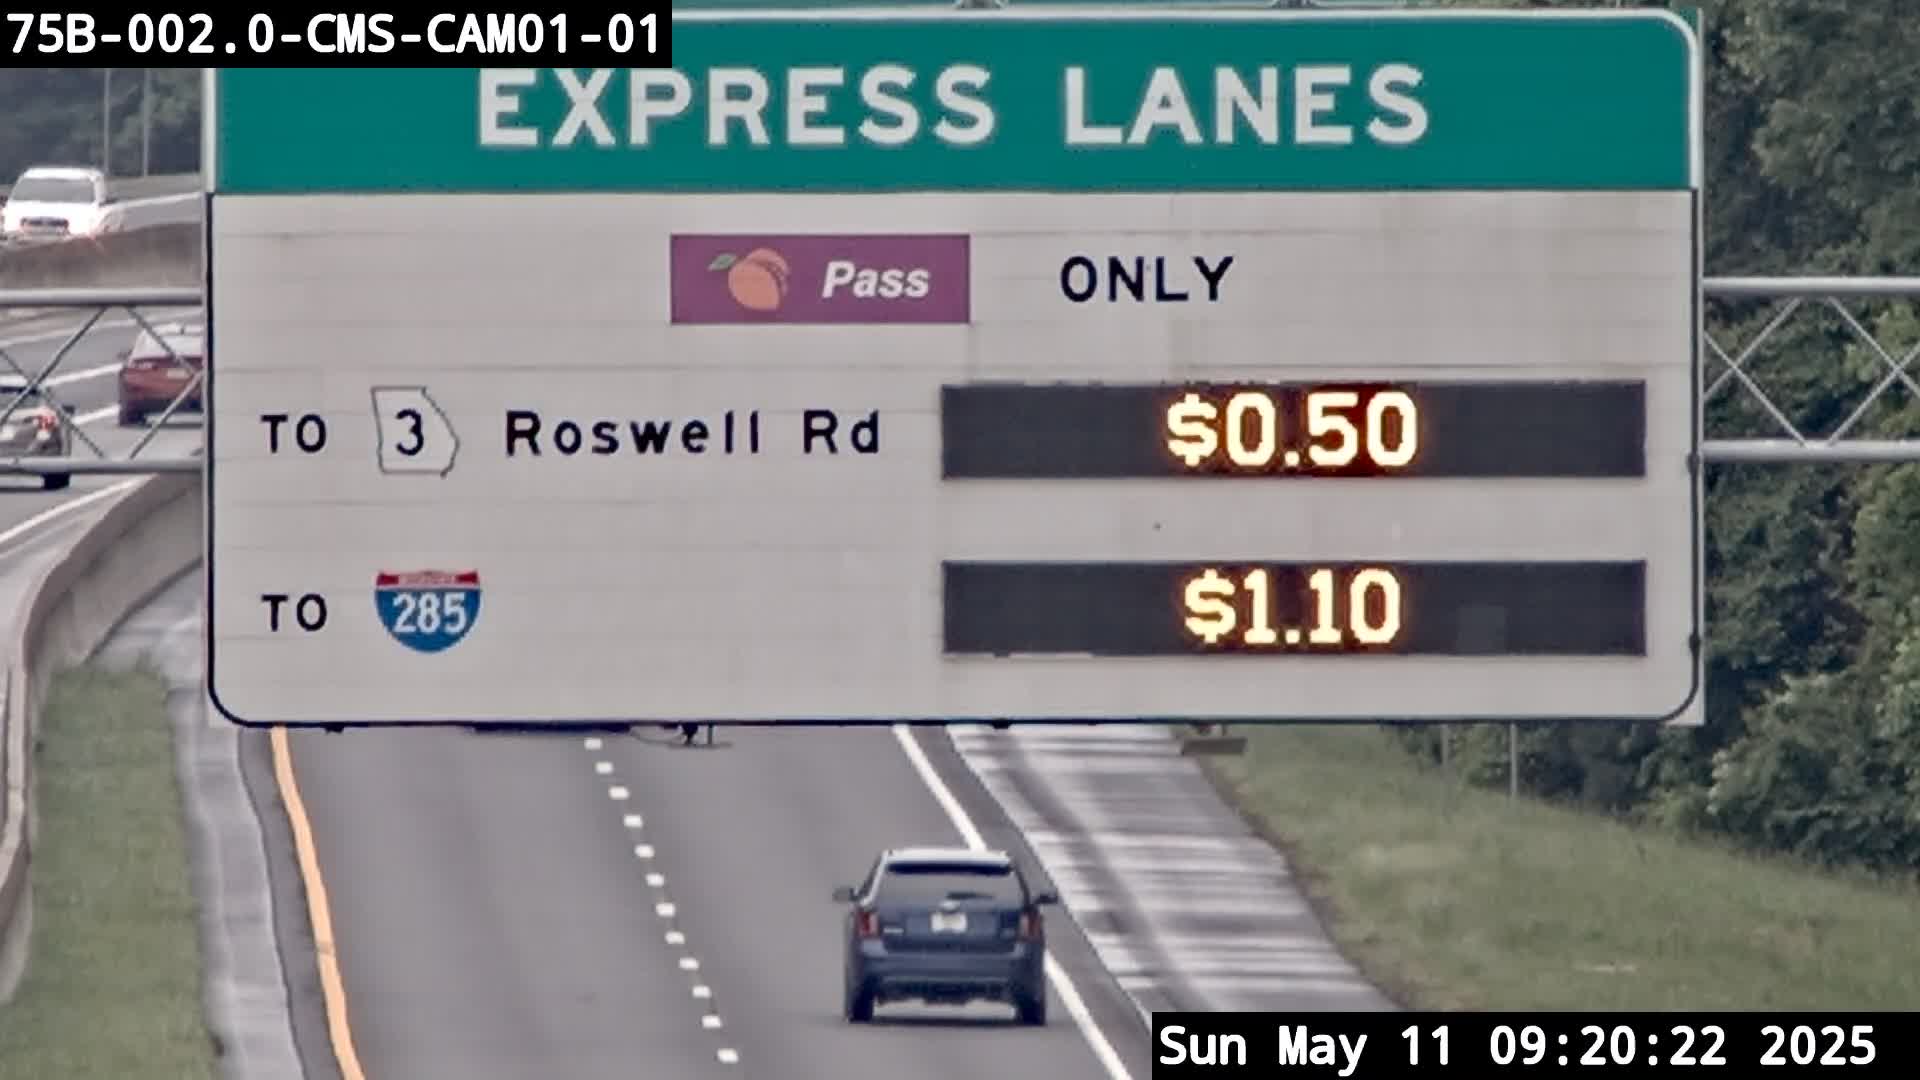 75B-002.0-CMS-CAM01-01
EXPRESS LANES
Pass ONLY
TO 3 Roswell Rd $0.50
TO 285 $1.10
Sun May 11 09:20:22 2025